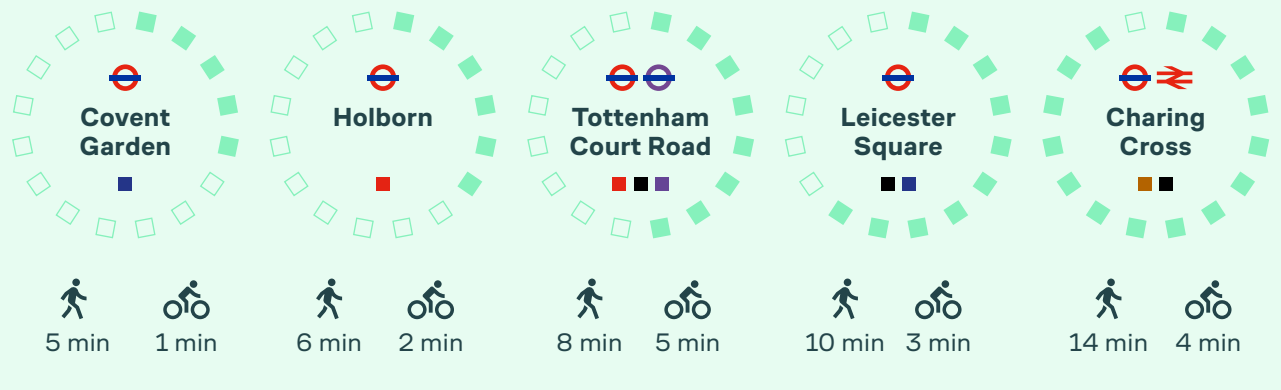 Covent
Garden
5 min 1 min
Holborn
6 min 2 min
Tottenham
Court Road
8 min 5 min
Leicester
Square
10 min 3 min
Charing
Cross
14 min 4 min